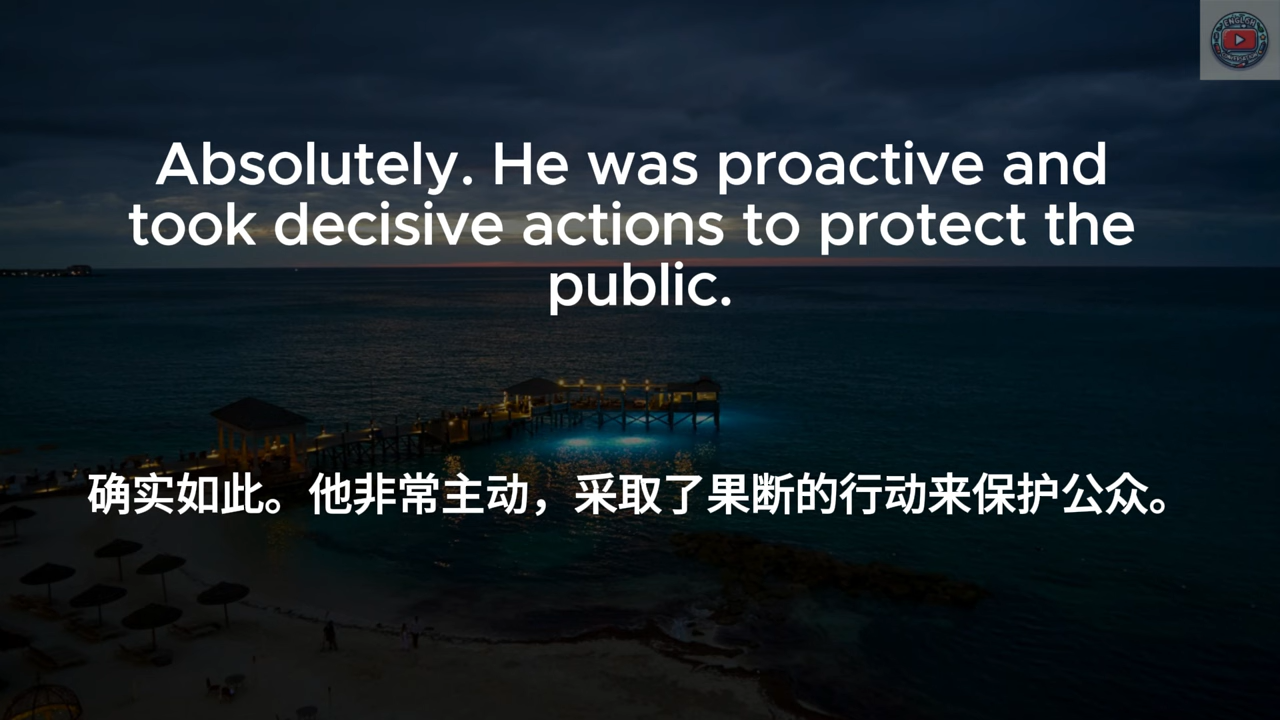 Absolutely. He was proactive and
took decisive actions to protect the
public.
确实如此。他非常主动，采取了果断的行动来保护公众。
ENGLISH